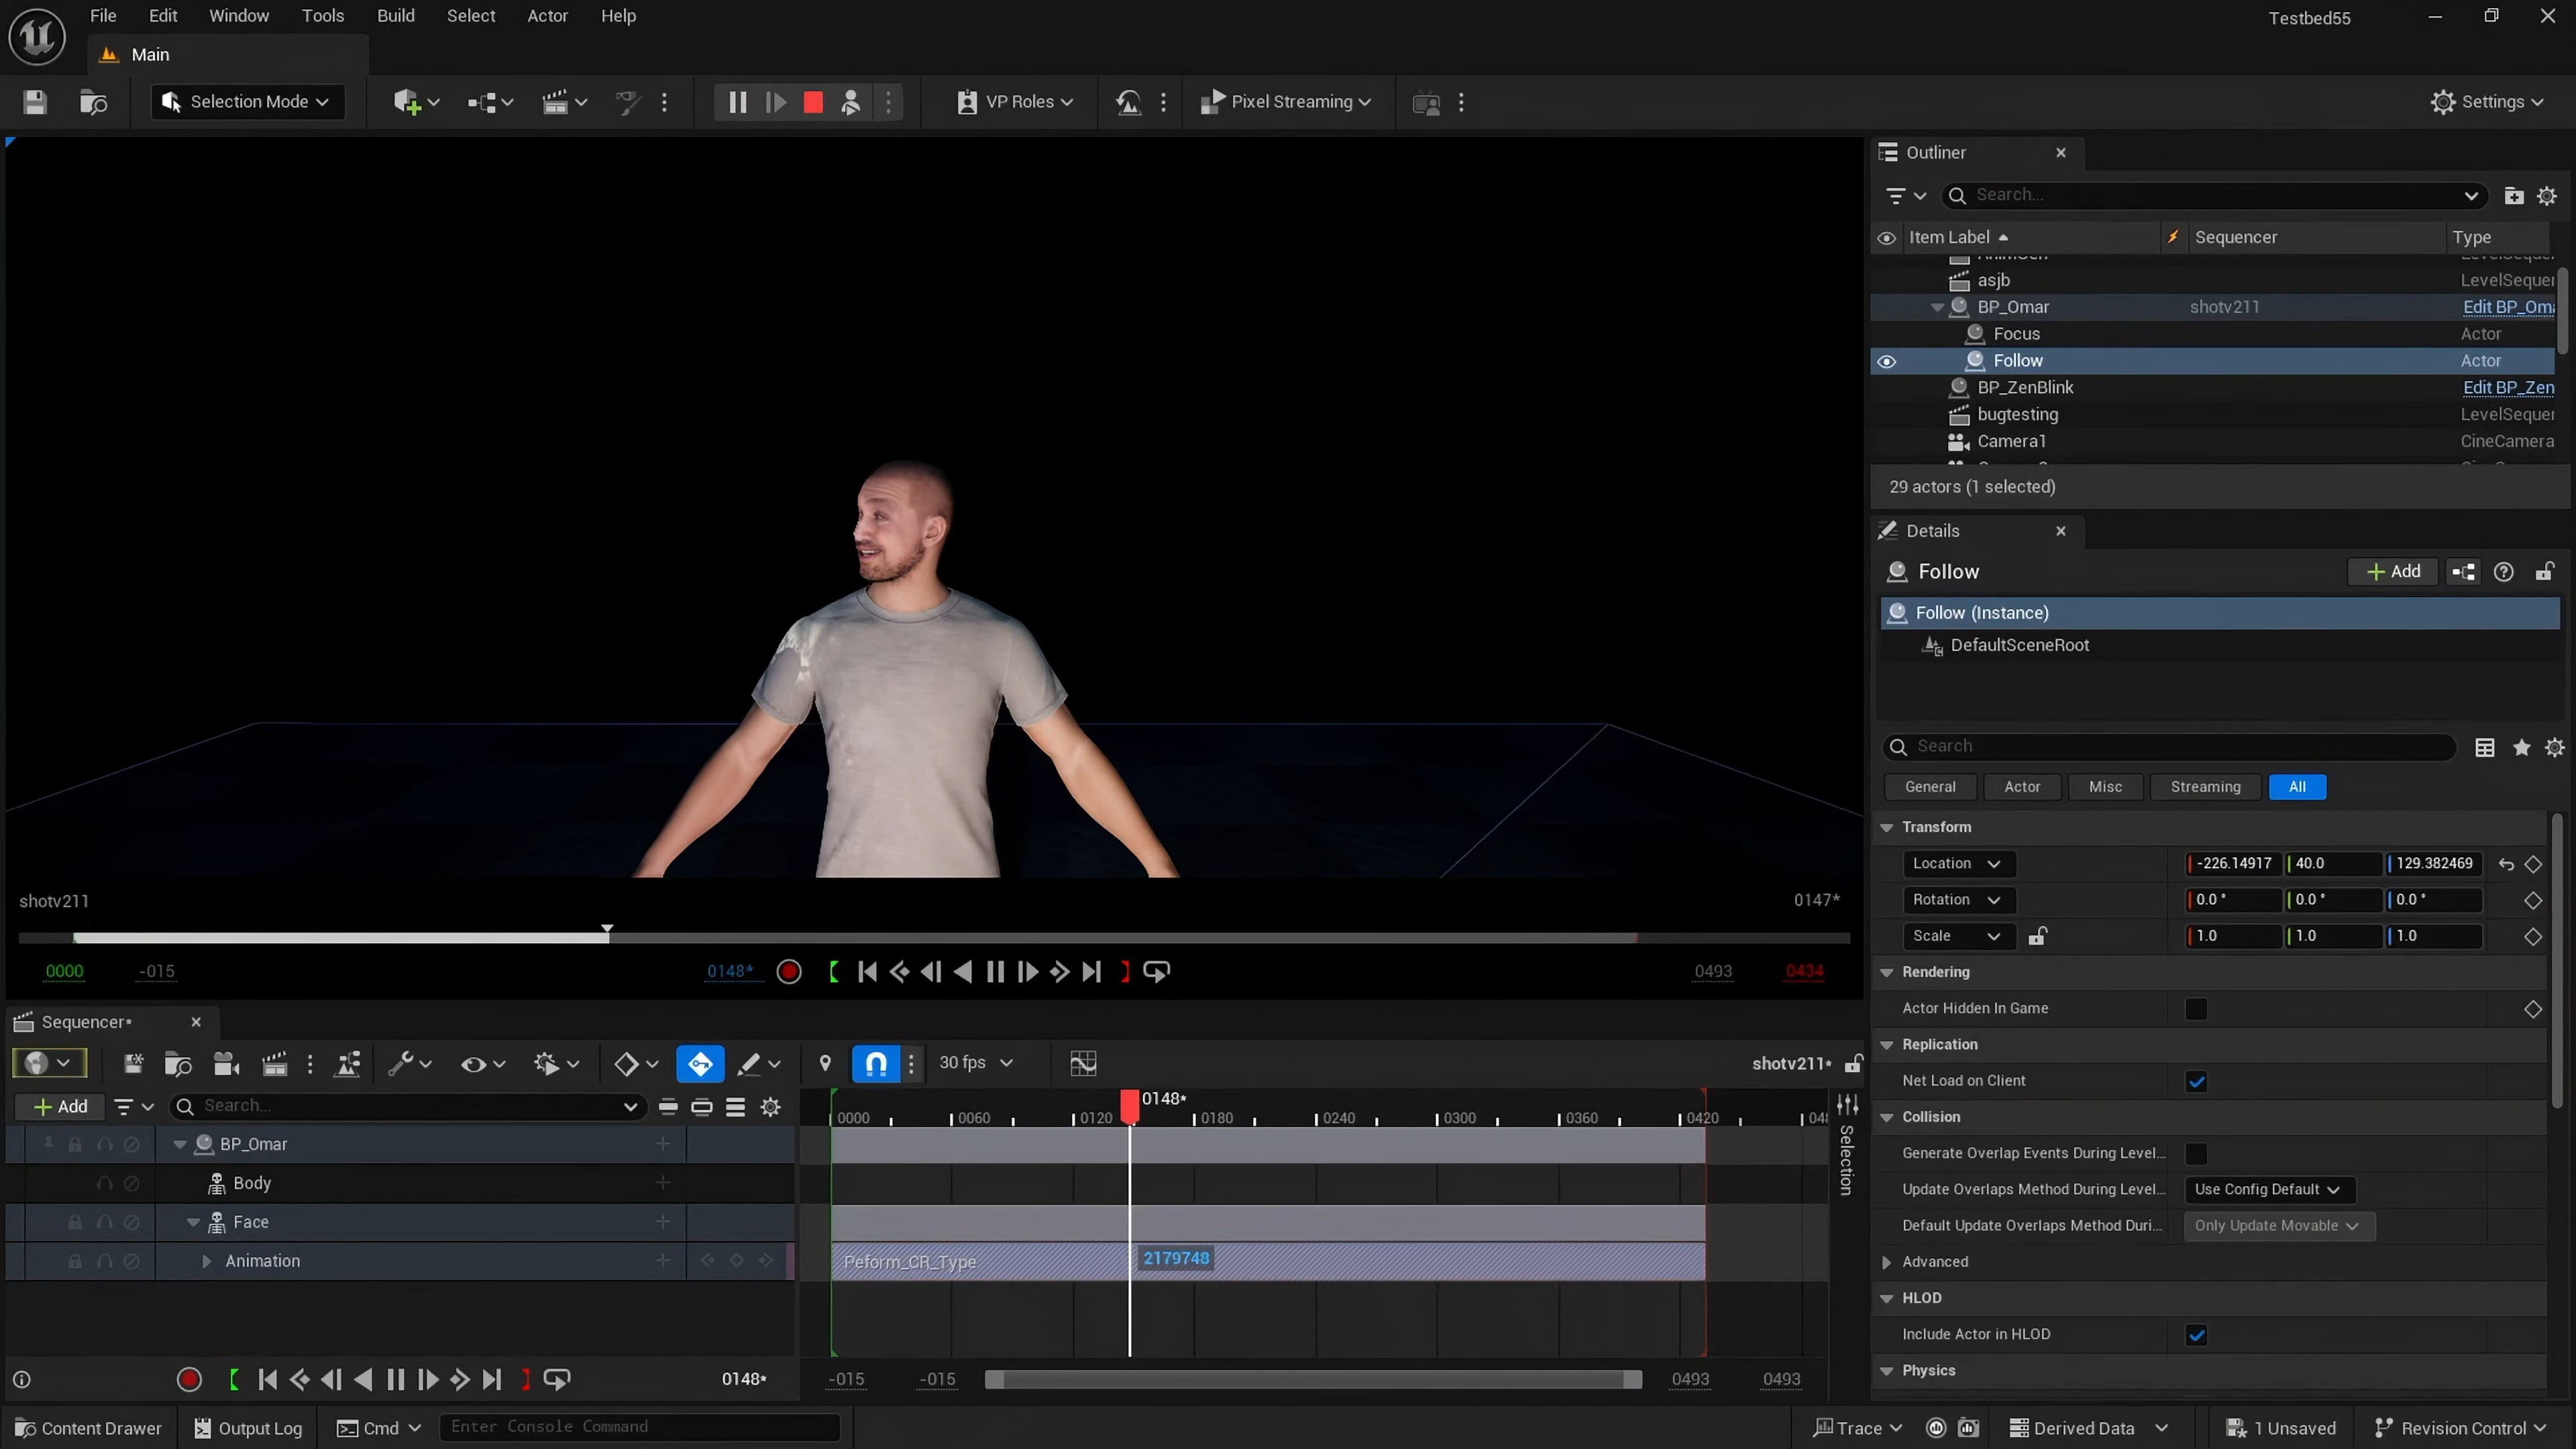 File Edit Window Tools Build Select Actor Help
Testbed55
Main
Selection Mode
VP Roles
Pixel Streaming
Settings
Outliner
Search...
Item Label
Sequencer
Type
asjb
LevelSequer
BP_Omar
shotv211
Edit BP_Oma
Focus
Actor
Follow
Actor
BP_ZenBlink
Edit BP_Zen
bugtesting
LevelSequer
Camera1
CineCamera
29 actors (1 selected)
Details
Follow
Add
Follow (Instance)
DefaultSceneRoot
Search
General Actor Misc Streaming All
Transform
Location
-226.14917 40.0 129.382469
Rotation
0.0 ° 0.0 ° 0.0 °
Scale
1.0 1.0 1.0
Rendering
Actor Hidden In Game
Replication
Net Load on Client
Collision
Generate Overlap Events During Level...
Update Overlaps Method During Level...
Use Config Default
Default Update Overlaps Method Duri...
Only Update Movable
Advanced
HLOD
Include Actor in HLOD
Physics
shotv211
0147*
0000 -015 0148* 0493 0434
Sequencer*
30 fps
shotv211*
Add
Search...
0148*
0000 0060 0120 0180 0240 0300 0360 0420 048
Selection
BP_Omar
Body
Face
Animation
Peform_CR_Type
2179748
0148*
-015 -015 0493 0493
Content Drawer
Output Log
Cmd
Enter Console Command
Trace
Derived Data
1 Unsaved
Revision Control